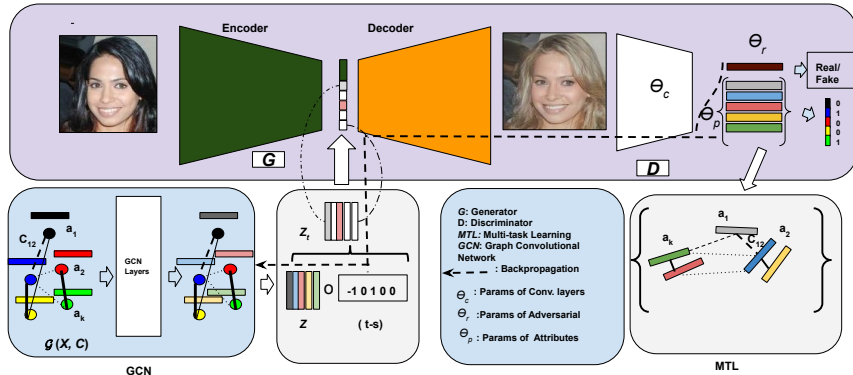 Encoder
Decoder
G
Θc
Θr
Θp
Real/
Fake
0
1
0
0
1
D
a1
C12
a2
ak
GCN
Layers
G (X, C)
GCN
Zt
Z
O
-1 0 1 0 0
( t-s)
G: Generator
D: Discriminator
MTL: Multi-task Learning
GCN: Graph Convolutional
Network
: Backpropagation
Θc : Params of Conv. layers
Θr : Params of Adversarial
Θp : Params of Attributes
a1
a2
C12
ak
MTL